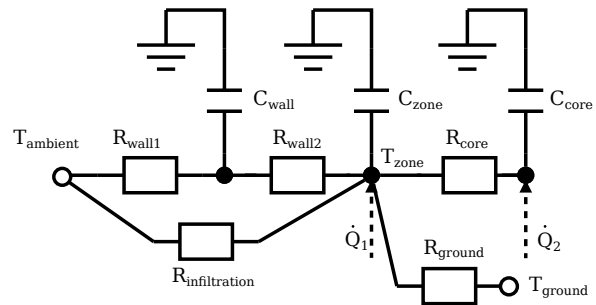 C_wall
C_zone
C_core
T_ambient
R_wall1
R_wall2
T_zone
R_core
Q̇_1
R_ground
Q̇_2
R_infiltration
T_ground